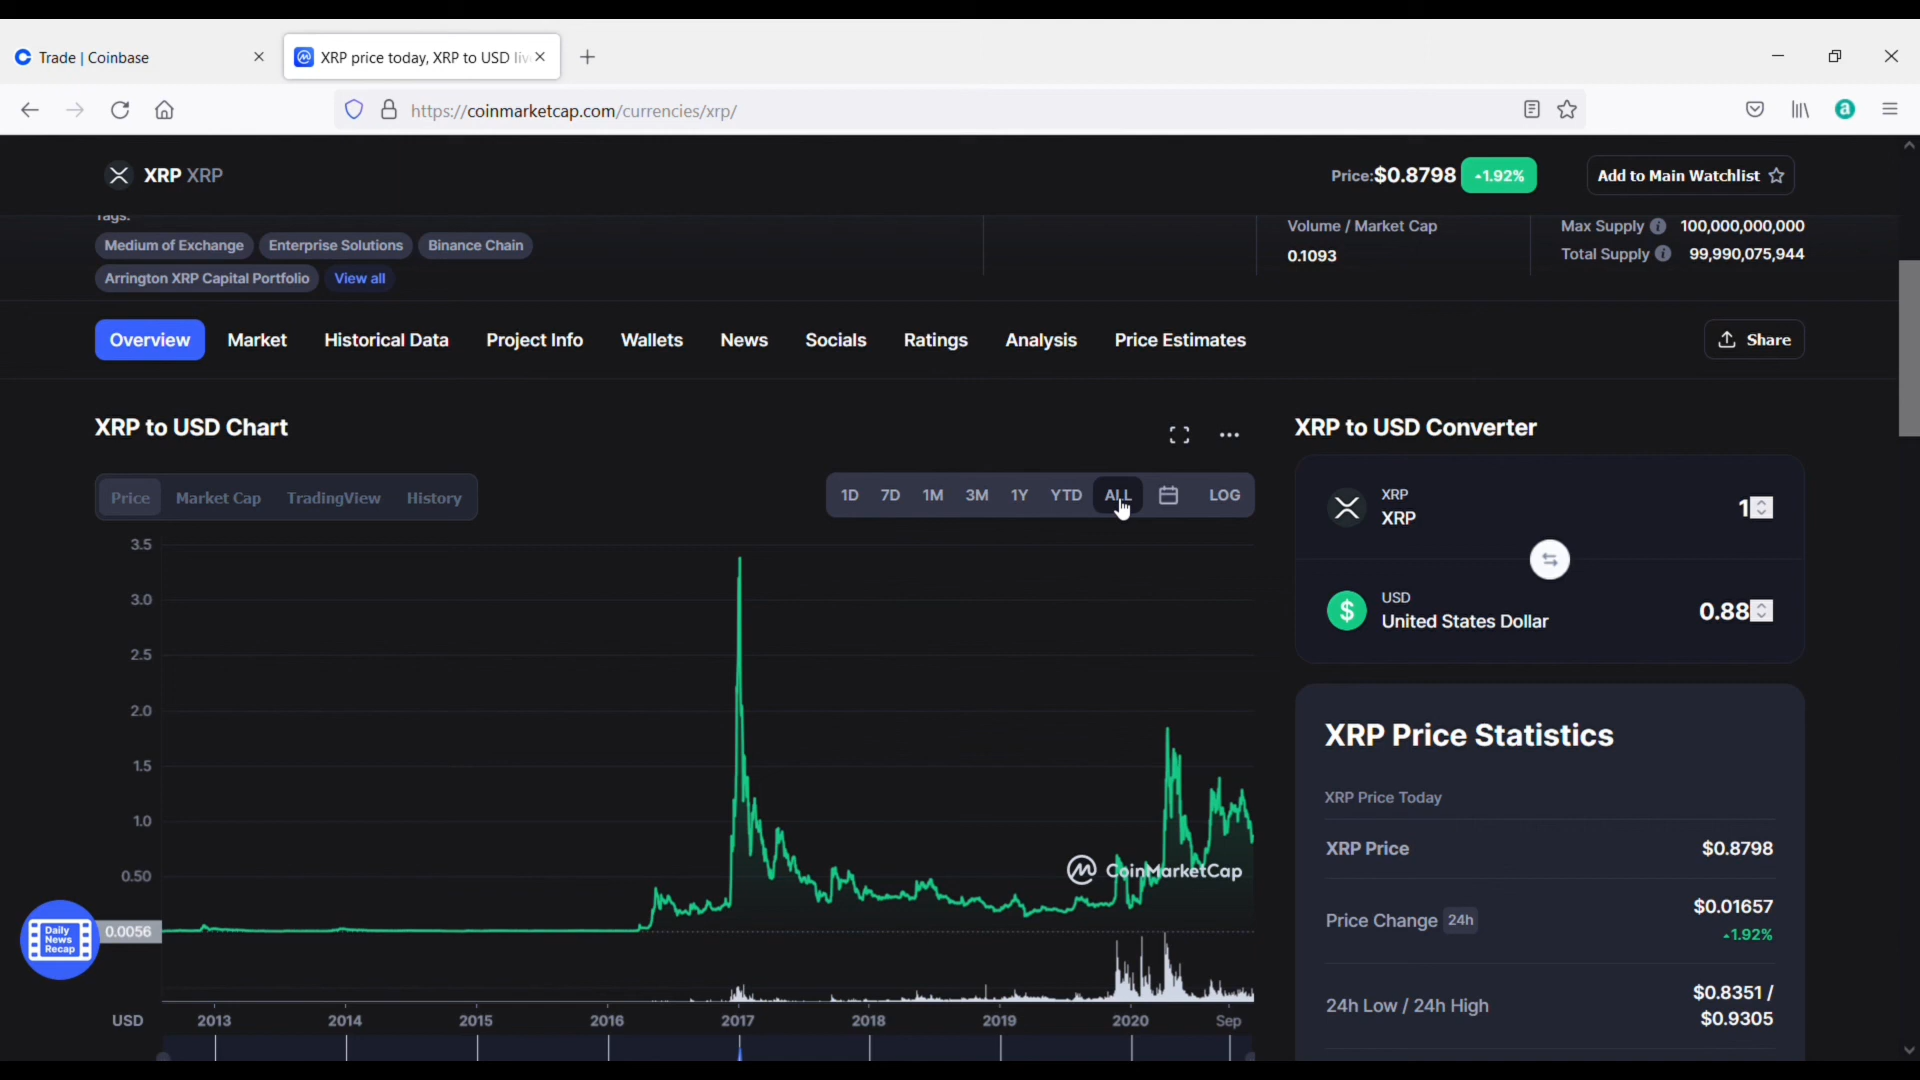 Trade | Coinbase
XRP price today, XRP to USD liv
https://coinmarketcap.com/currencies/xrp/
XRP XRP
Price:$0.8798
1.92%
Add to Main Watchlist
Tags:
Medium of Exchange
Enterprise Solutions
Binance Chain
Arrington XRP Capital Portfolio
View all
Volume / Market Cap
0.1093
Max Supply 100,000,000,000
Total Supply 99,990,075,944
Overview
Market
Historical Data
Project Info
Wallets
News
Socials
Ratings
Analysis
Price Estimates
Share
XRP to USD Chart
Price
Market Cap
TradingView
History
1D 7D 1M 3M 1Y YTD ALL LOG
3.5
3.0
2.5
2.0
1.5
1.0
0.50
0.0056
CoinMarketCap
Daily
News
Recap
USD
2013 2014 2015 2016 2017 2018 2019 2020 Sep
XRP to USD Converter
XRP
XRP
1
USD
United States Dollar
0.88
XRP Price Statistics
XRP Price Today
XRP Price
$0.8798
Price Change 24h
$0.01657
1.92%
24h Low / 24h High
$0.8351 /
$0.9305